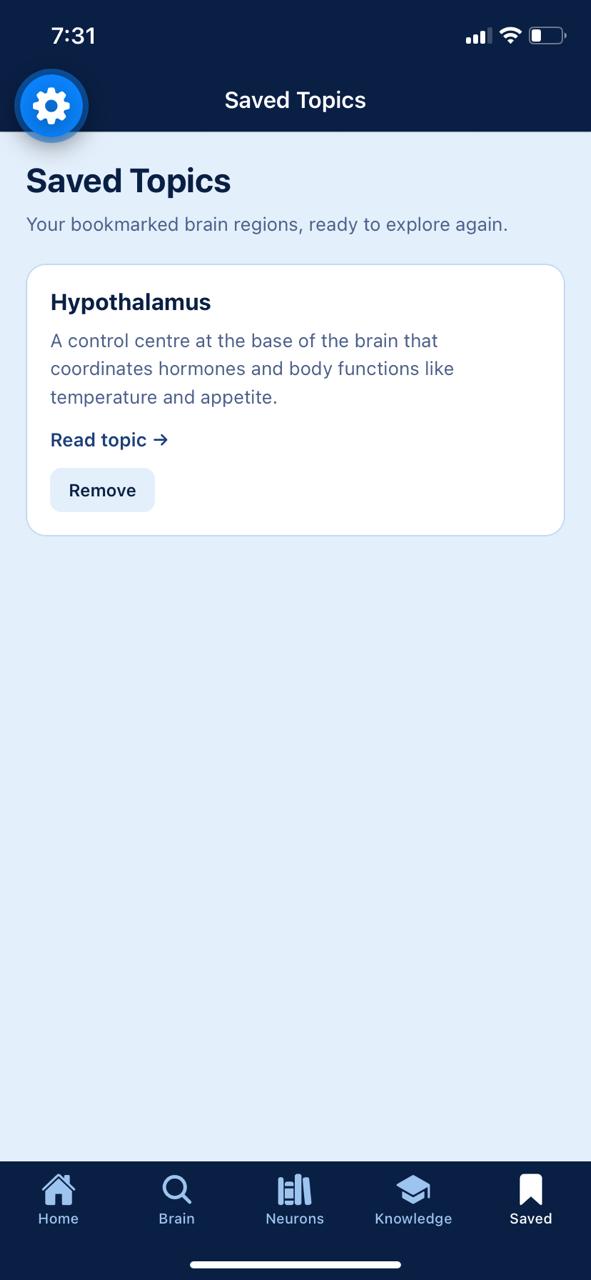 7:31
Saved Topics
Saved Topics
Your bookmarked brain regions, ready to explore again.
Hypothalamus
A control centre at the base of the brain that
coordinates hormones and body functions like
temperature and appetite.
Read topic →
Remove
Home
Brain
Neurons
Knowledge
Saved